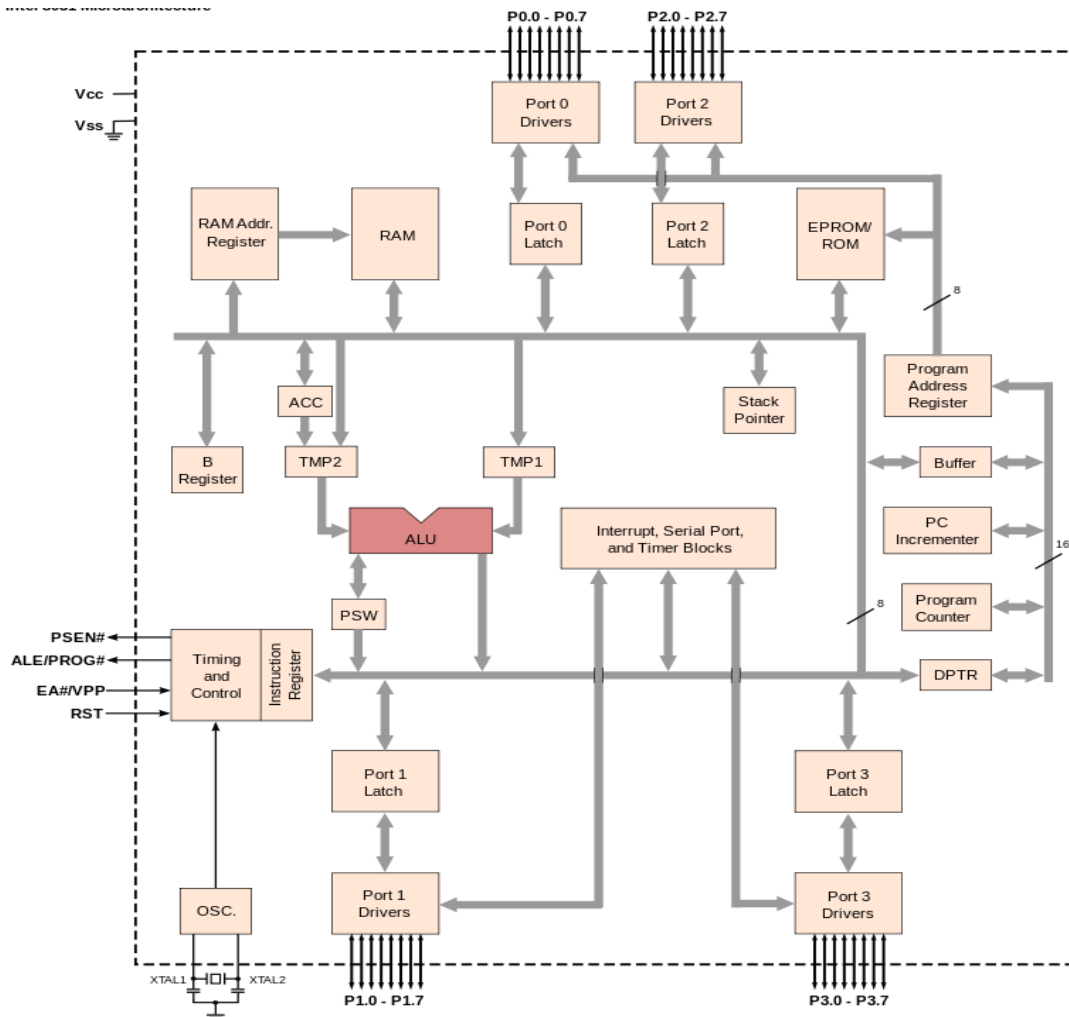 P0.0 - P0.7
P2.0 - P2.7
Vcc
Vss
Port 0
Drivers
Port 2
Drivers
RAM Addr.
Register
RAM
Port 0
Latch
Port 2
Latch
EPROM/
ROM
8
Program
Address
Register
ACC
Stack
Pointer
B
Register
TMP2
TMP1
Buffer
ALU
Interrupt, Serial Port,
and Timer Blocks
PC
Incrementer
16
PSW
8
Program
Counter
PSEN#
ALE/PROG#
EA#/VPP
RST
Timing
and
Control
Instruction
Register
DPTR
Port 1
Latch
Port 3
Latch
OSC.
Port 1
Drivers
Port 3
Drivers
XTAL1
XTAL2
P1.0 - P1.7
P3.0 - P3.7